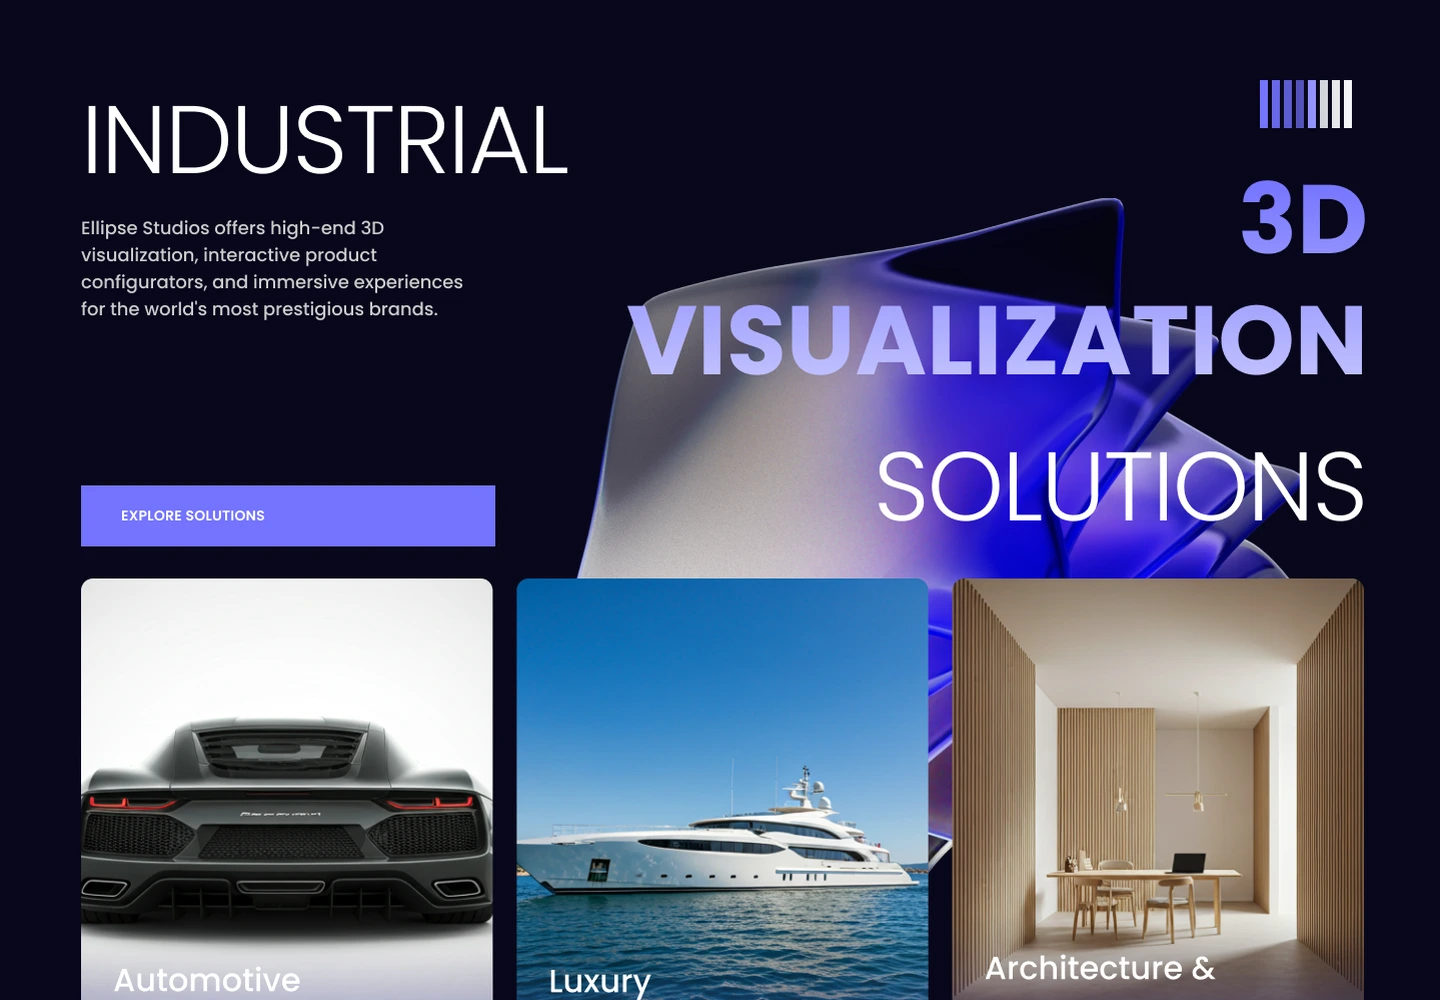 INDUSTRIAL
Ellipse Studios offers high-end 3D
visualization, interactive product
configurators, and immersive experiences
for the world's most prestigious brands.
3D
VISUALIZATION
SOLUTIONS
EXPLORE SOLUTIONS
Automotive
Luxury
Architecture &